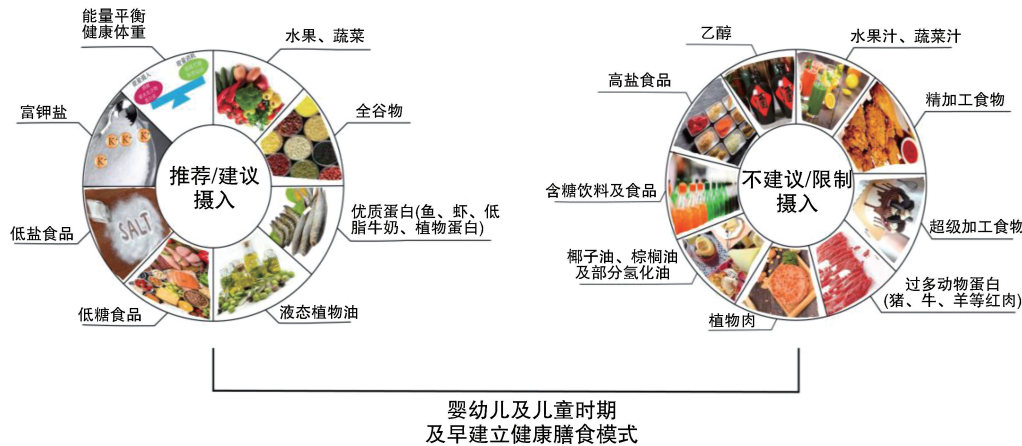 能量平衡
健康体重
水果、蔬菜
富钾盐
全谷物
推荐/建议
摄入
K+
K+
K+
K+
低盐食品
SALT
优质蛋白(鱼、虾、低
脂牛奶、植物蛋白)
低糖食品
液态植物油
乙醇
水果汁、蔬菜汁
高盐食品
精加工食物
含糖饮料及食品
不建议/限制
摄入
超级加工食物
椰子油、棕榈油
及部分氢化油
过多动物蛋白
(猪、牛、羊等红肉)
植物肉
婴幼儿及儿童时期
及早建立健康膳食模式